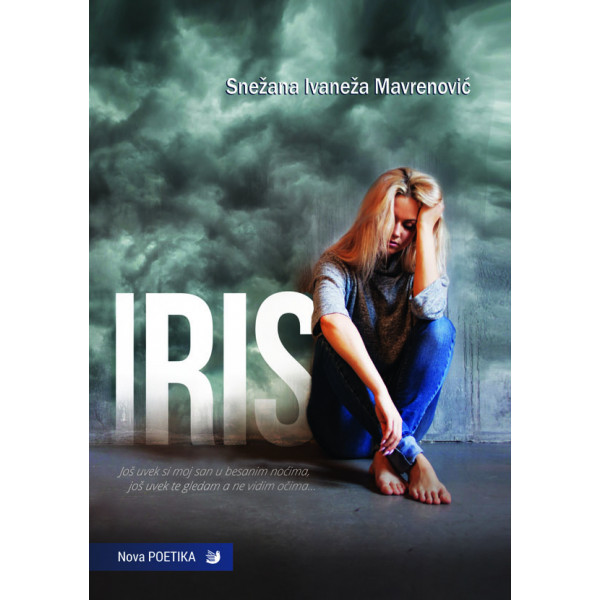 Snežana Ivaneža Mavrenović
IRIS
Još uvek si moj san u besanim noćima,
još uvek te gledam a ne vidim očima...
Nova POETIKA